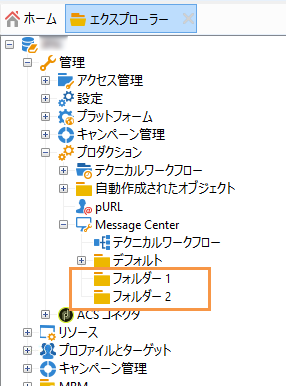 ホーム
エクスプローラー
管理
アクセス管理
設定
プラットフォーム
キャンペーン管理
プロダクション
テクニカルワークフロー
自動作成されたオブジェクト
pURL
Message Center
テクニカルワークフロー
デフォルト
フォルダー 1
フォルダー 2
ACS コネクタ
リソース
プロファイルとターゲット
キャンペーン管理
MRM